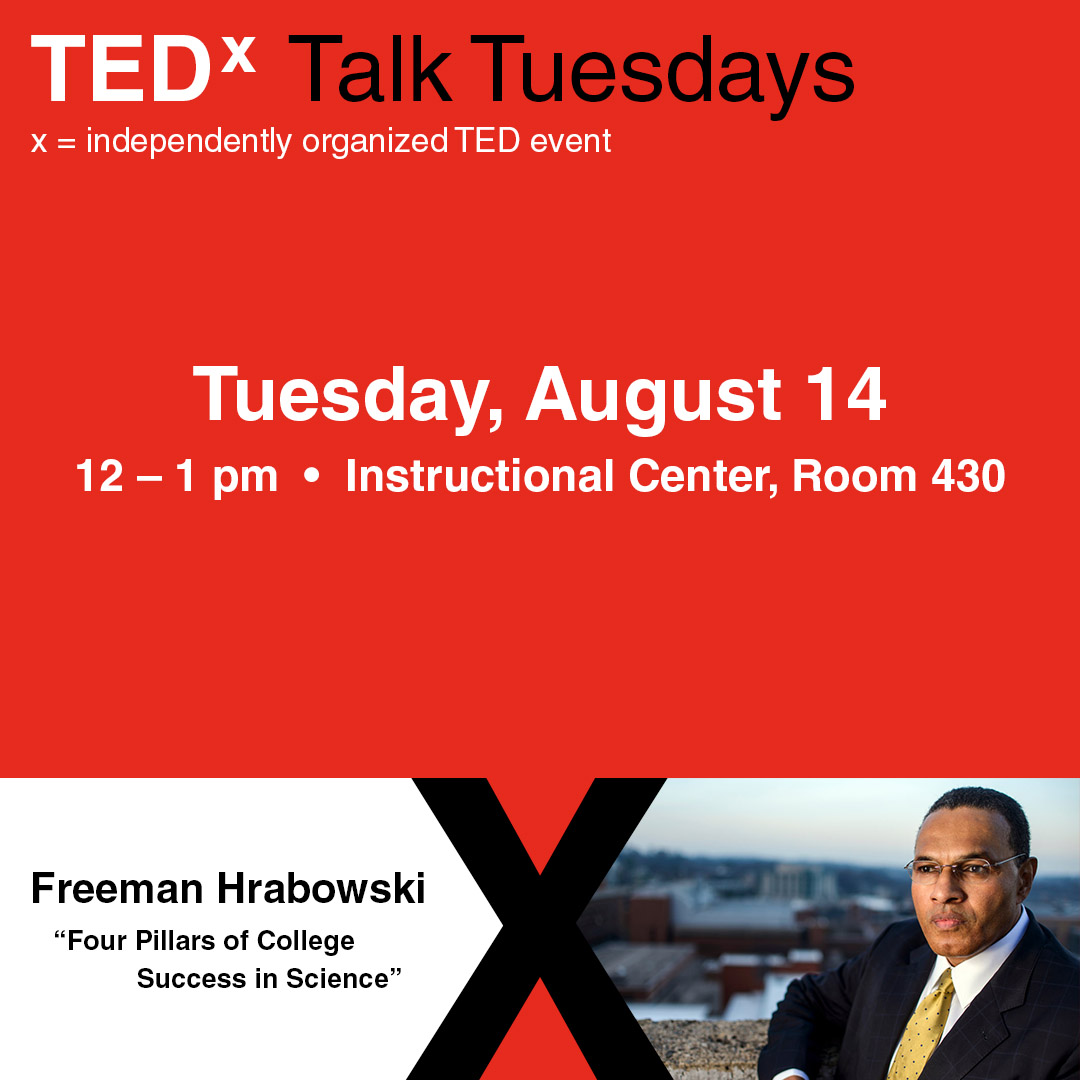 TEDx Talk Tuesdays
x = independently organized TED event
Tuesday, August 14
12 – 1 pm • Instructional Center, Room 430
Freeman Hrabowski
“Four Pillars of College
Success in Science”
X